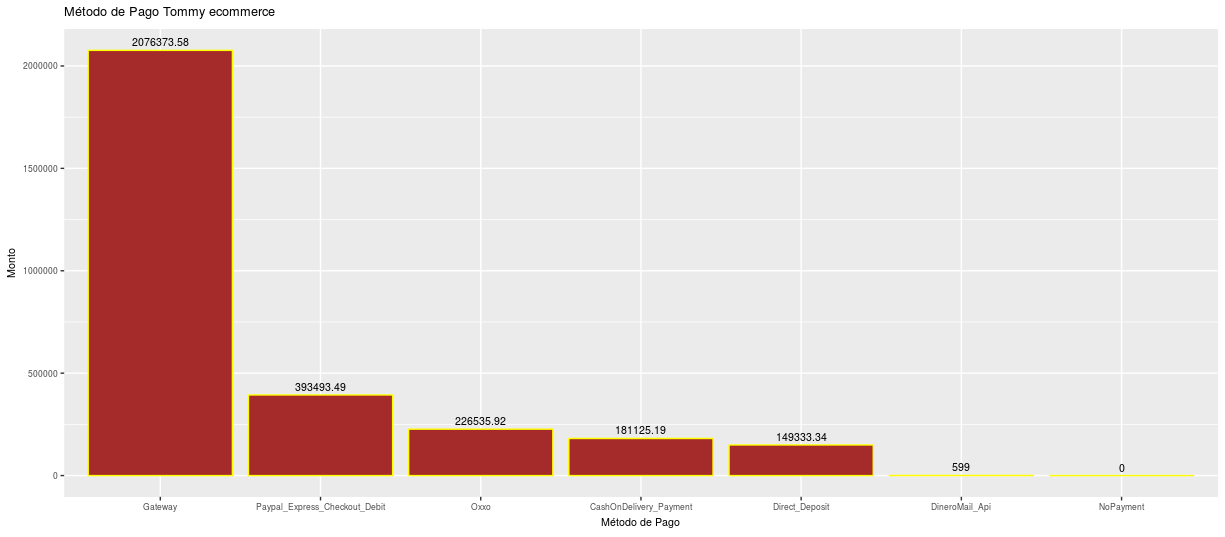 Método de Pago Tommy ecommerce
2076373.58
2000000
1500000
1000000
500000
0
Monto
393493.49
226535.92
181125.19
149333.34
599
0
Gateway
Paypal_Express_Checkout_Debit
Oxxo
CashOnDelivery_Payment
Direct_Deposit
DineroMail_Api
NoPayment
Método de Pago